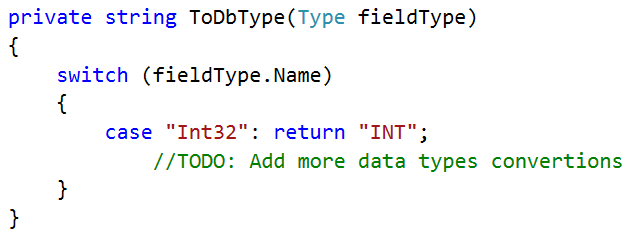 private string ToDbType(Type fieldType)
{
    switch (fieldType.Name)
    {
        case "Int32": return "INT";
            //TODO: Add more data types convertions
    }
}